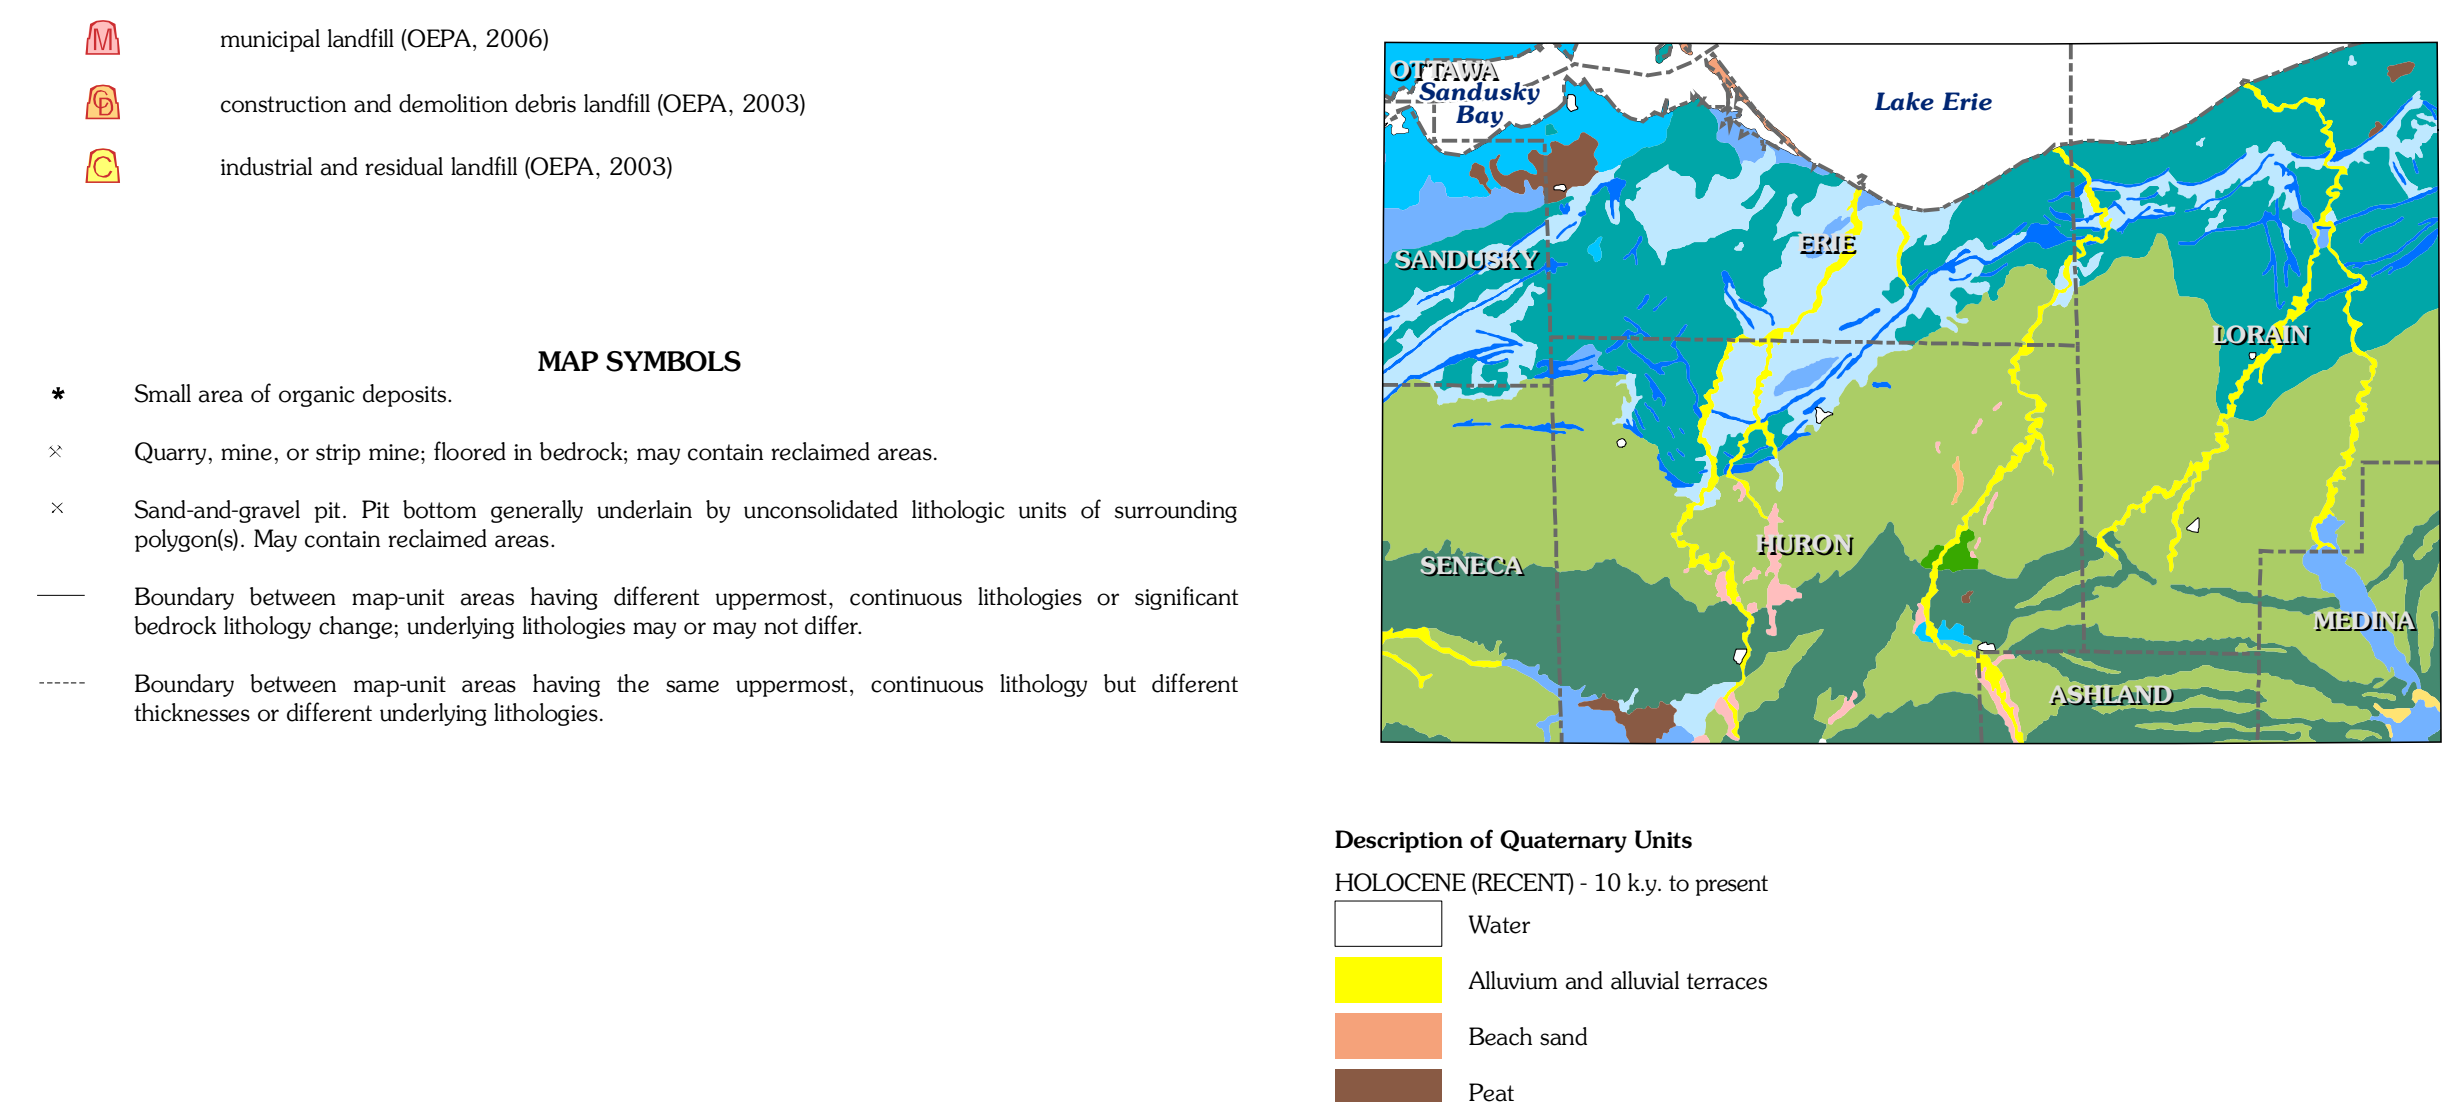 M municipal landfill (OEPA, 2006)
CD construction and demolition debris landfill (OEPA, 2003)
C industrial and residual landfill (OEPA, 2003)
MAP SYMBOLS
* Small area of organic deposits.
Quarry, mine, or strip mine; floored in bedrock; may contain reclaimed areas.
Sand-and-gravel pit. Pit bottom generally underlain by unconsolidated lithologic units of surrounding
polygon(s). May contain reclaimed areas.
Boundary between map-unit areas having different uppermost, continuous lithologies or significant
bedrock lithology change; underlying lithologies may or may not differ.
Boundary between map-unit areas having the same uppermost, continuous lithology but different
thicknesses or different underlying lithologies.
OTTAWA
Sandusky
Bay
Lake Erie
ERIE
SANDUSKY
LORAIN
HURON
SENECA
MEDINA
ASHLAND
Description of Quaternary Units
HOLOCENE (RECENT) - 10 k.y. to present
Water
Alluvium and alluvial terraces
Beach sand
Peat